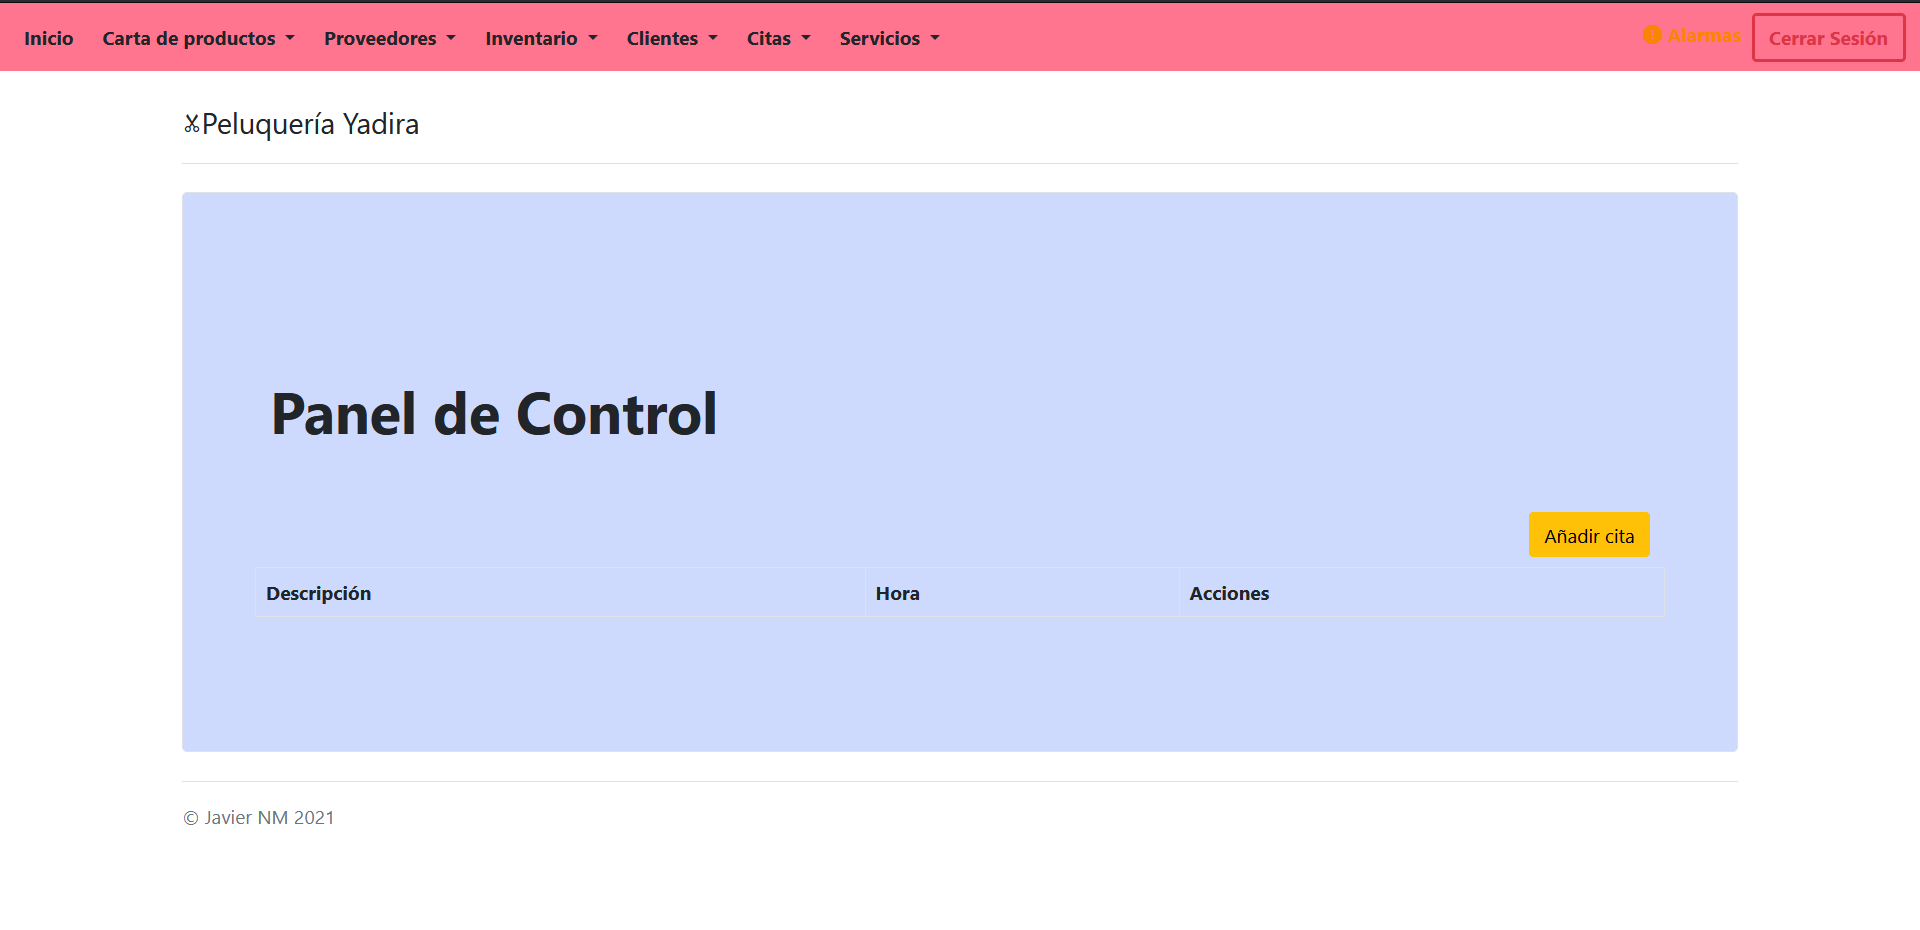 Inicio Carta de productos Proveedores Inventario Clientes Citas Servicios Alarmas Cerrar Sesión
Peluquería Yadira
Panel de Control
Añadir cita
Descripción Hora Acciones
© Javier NM 2021